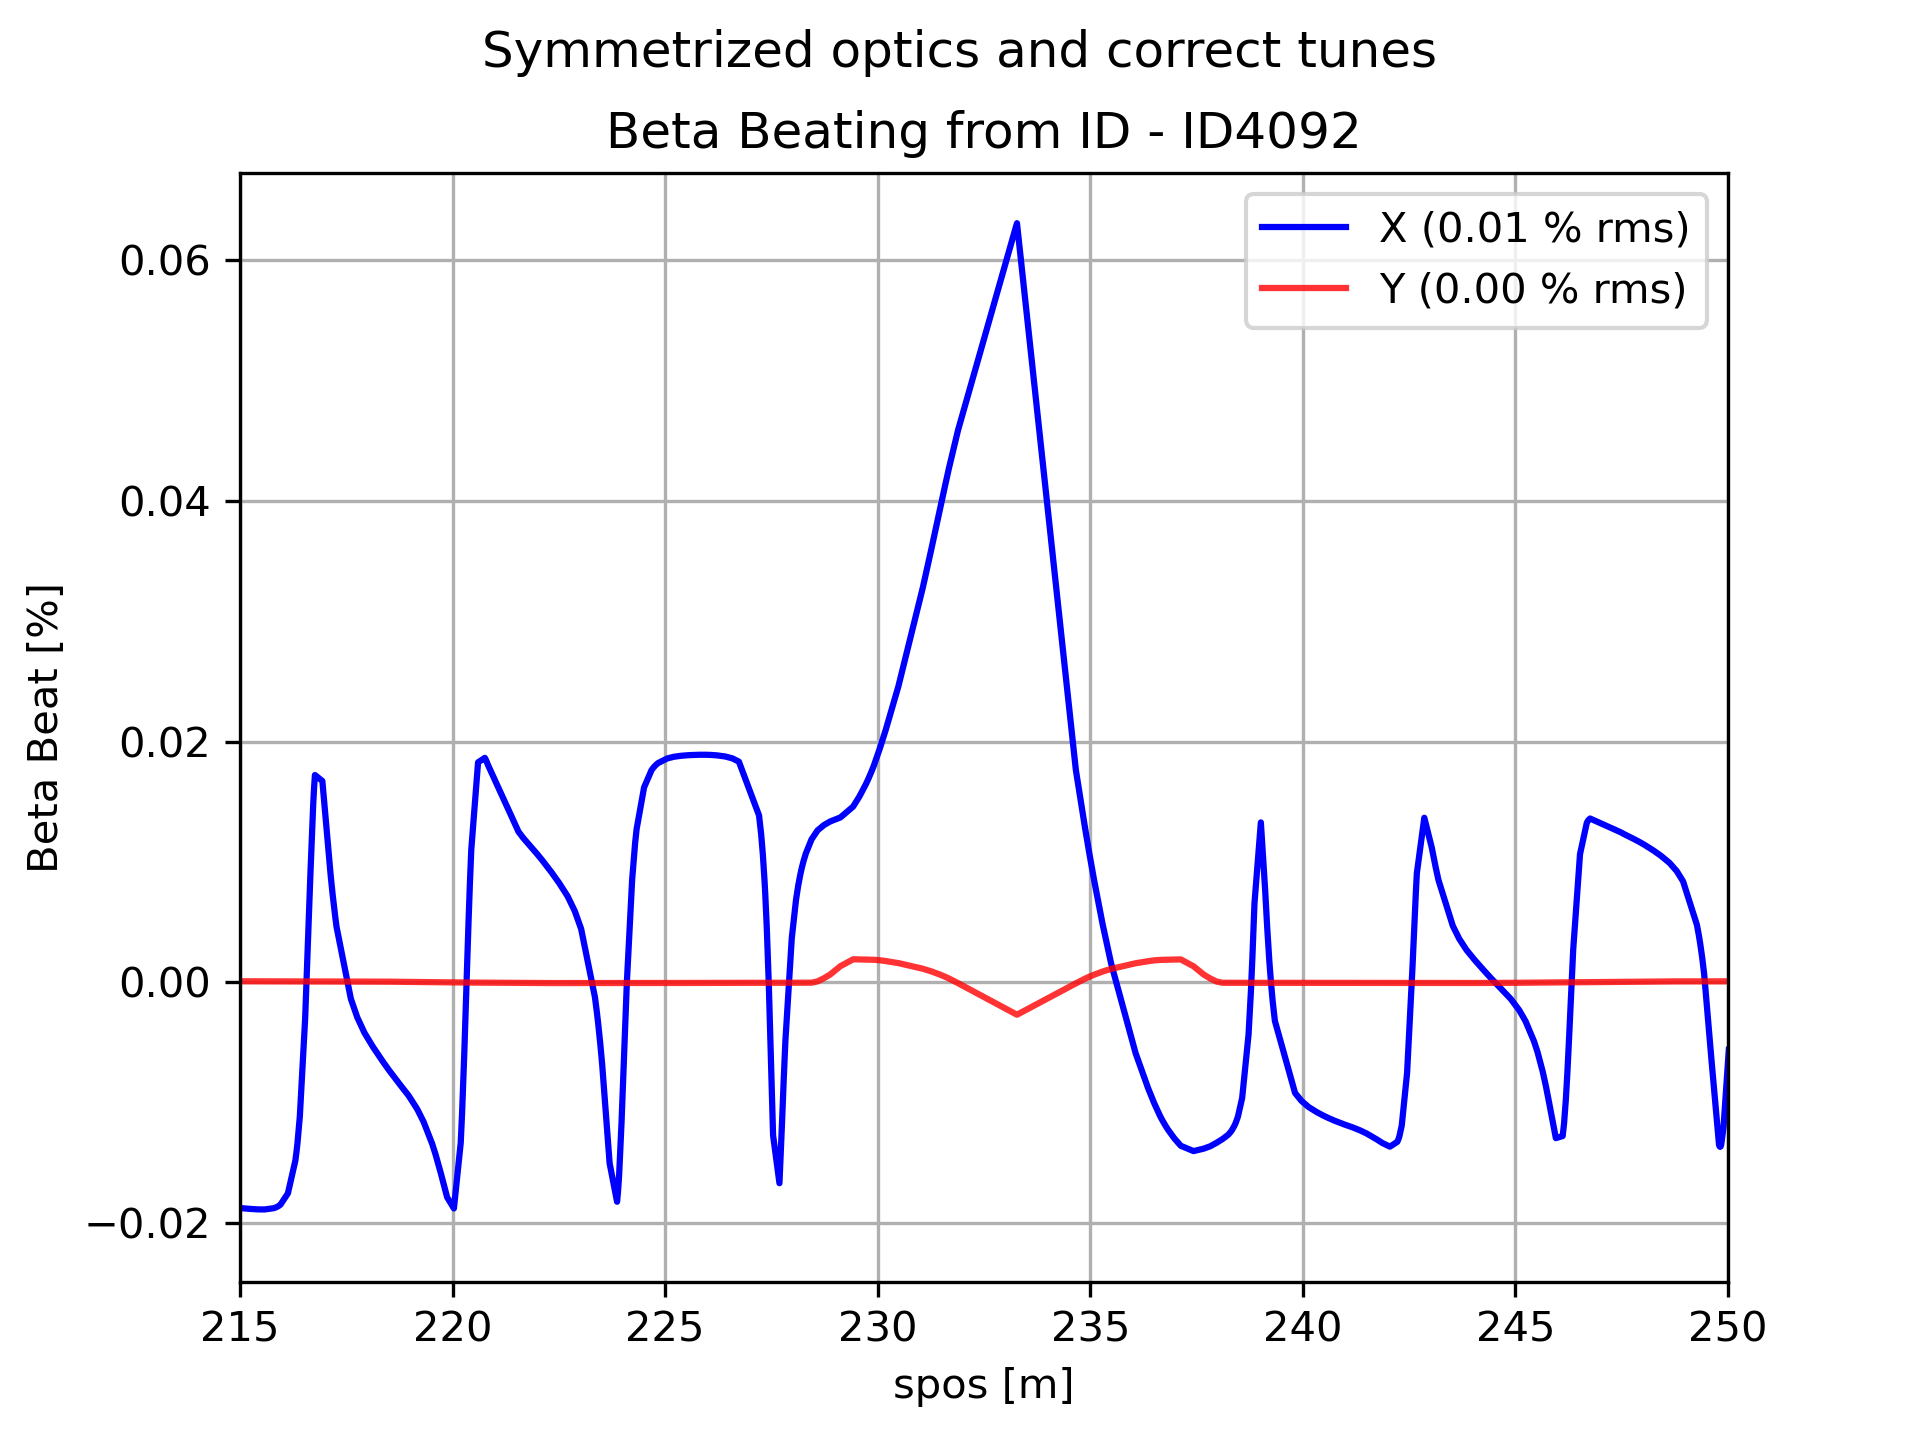 Symmetrized optics and correct tunes
Beta Beating from ID - ID4092
X (0.01 % rms)
Y (0.00 % rms)
0.06
0.04
0.02
0.00
−0.02
Beta Beat [%]
215 220 225 230 235 240 245 250
spos [m]